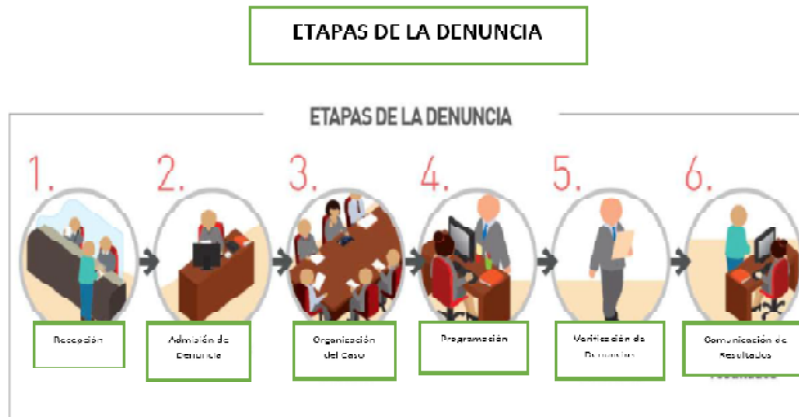 ETAPAS DE LA DENUNCIA
ETAPAS DE LA DENUNCIA
1. 2. 3. 4. 5. 6.
Recepción
Admisión de
Denuncia
Organización
del Caso
Programación
Verificación de
Denuncias
Comunicación de
Resultados